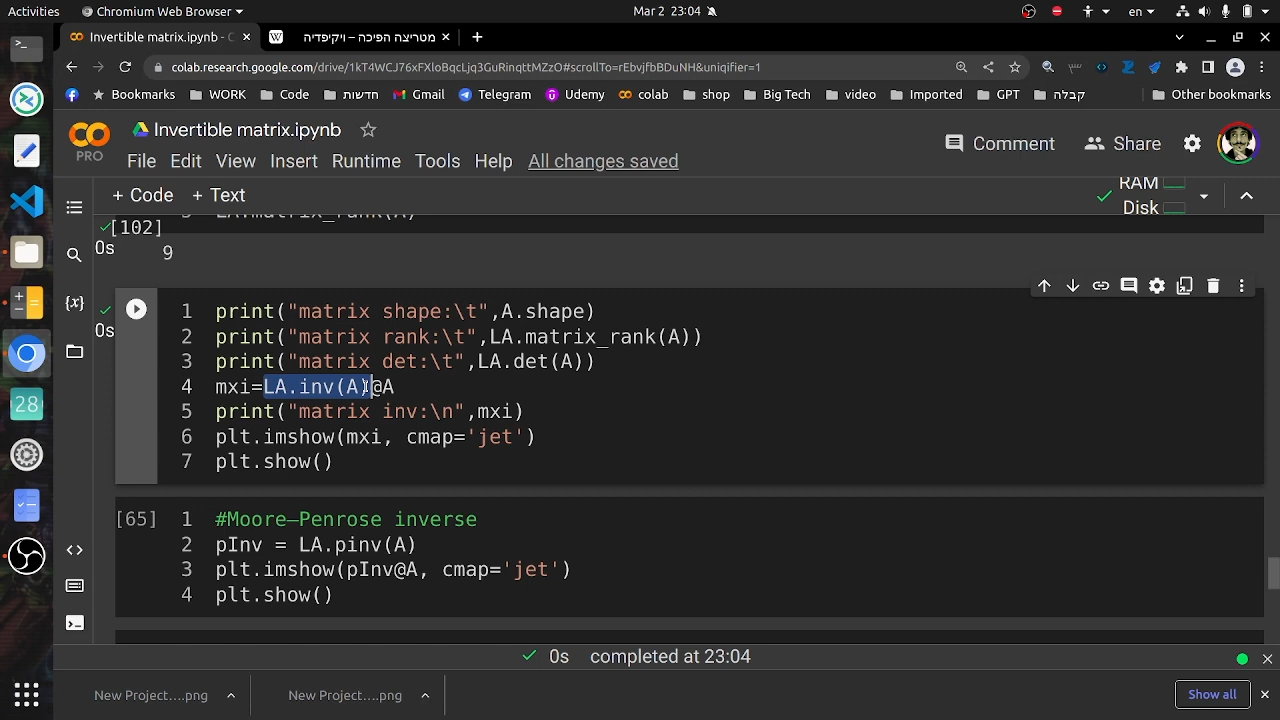 Activities
Chromium Web Browser
Mar 2 23:04
en
Invertible matrix.ipynb - C
מטריצה הפיכה – ויקיפדיה
colab.research.google.com/drive/1kT4WCJ76xFXIoBqcLjq3GuRinqttMZzO#scrollTo=rEbvjfbBDuNH&uniqifier=1
Bookmarks WORK Code חדשות Gmail Telegram Udemy colab shop Big Tech video Imported GPT קבלה Other bookmarks
PRO
Invertible matrix.ipynb
Comment Share
File Edit View Insert Runtime Tools Help All changes saved
+ Code + Text
RAM
Disk
3 LA.matrix_rank(A)
[102]
0s
9
0s
1 print("matrix shape:\t",A.shape)
2 print("matrix rank:\t",LA.matrix_rank(A))
3 print("matrix det:\t",LA.det(A))
4 mxi=LA.inv(A)@A
5 print("matrix inv:\n",mxi)
6 plt.imshow(mxi, cmap='jet')
7 plt.show()
[65]
1 #Moore–Penrose inverse
2 pInv = LA.pinv(A)
3 plt.imshow(pInv@A, cmap='jet')
4 plt.show()
28
0s completed at 23:04
New Project....png
New Project....png
Show all